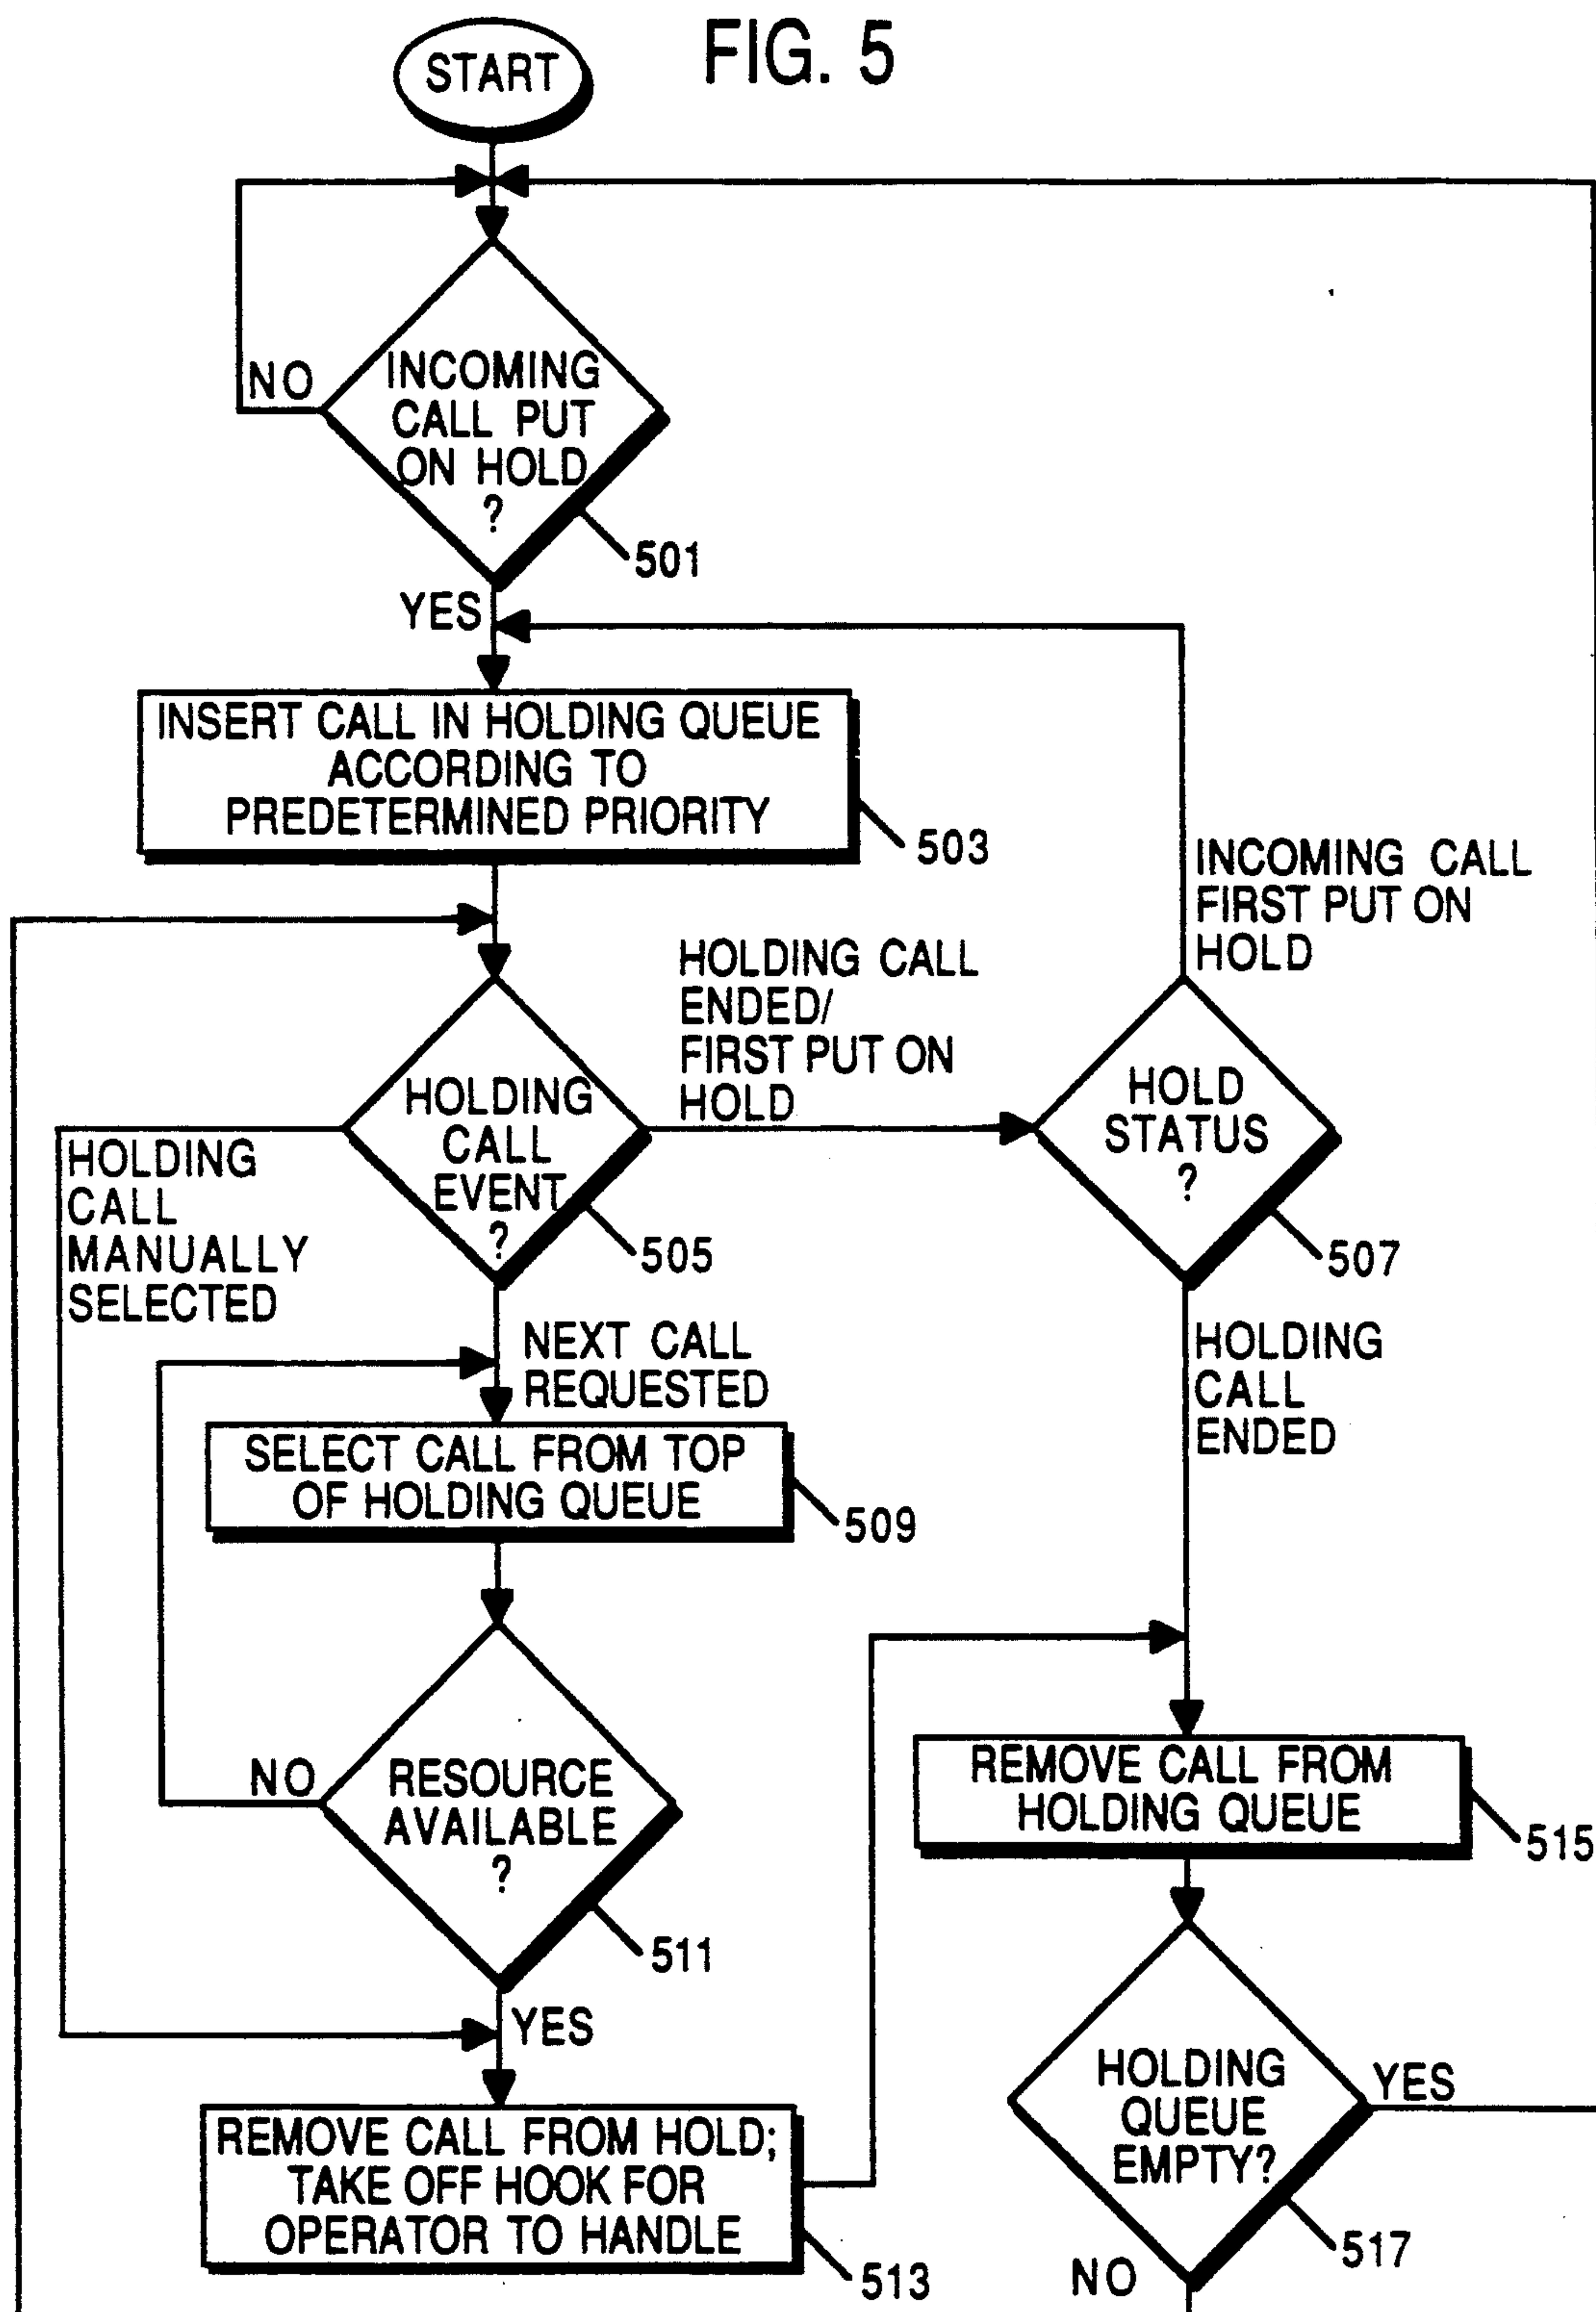 FIG. 5
START
NO
INCOMING
CALL PUT
ON HOLD
?
501
YES
INSERT CALL IN HOLDING QUEUE
ACCORDING TO
PREDETERMINED PRIORITY
503
INCOMING CALL
FIRST PUT ON
HOLD
HOLDING CALL
ENDED/
FIRST PUT ON
HOLD
HOLDING
CALL
EVENT
?
505
HOLD
STATUS
?
507
HOLDING
CALL
MANUALLY
SELECTED
NEXT CALL
REQUESTED
HOLDING
CALL
ENDED
SELECT CALL FROM TOP
OF HOLDING QUEUE
509
NO
RESOURCE
AVAILABLE
?
511
YES
REMOVE CALL FROM
HOLDING QUEUE
515
REMOVE CALL FROM HOLD;
TAKE OFF HOOK FOR
OPERATOR TO HANDLE
513
HOLDING
QUEUE
EMPTY?
YES
517
NO